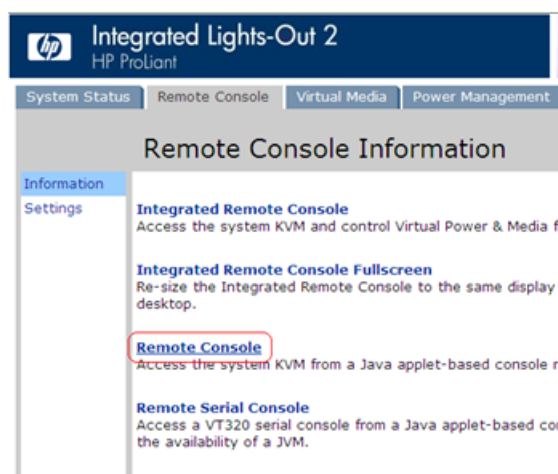 hp
Integrated Lights-Out 2
HP ProLiant
System Status Remote Console Virtual Media Power Management
Remote Console Information
Information
Settings
Integrated Remote Console
Access the system KVM and control Virtual Power & Media f
Integrated Remote Console Fullscreen
Re-size the Integrated Remote Console to the same display
desktop.
Remote Console
Access the system KVM from a Java applet-based console r
Remote Serial Console
Access a VT320 serial console from a Java applet-based co
the availability of a JVM.